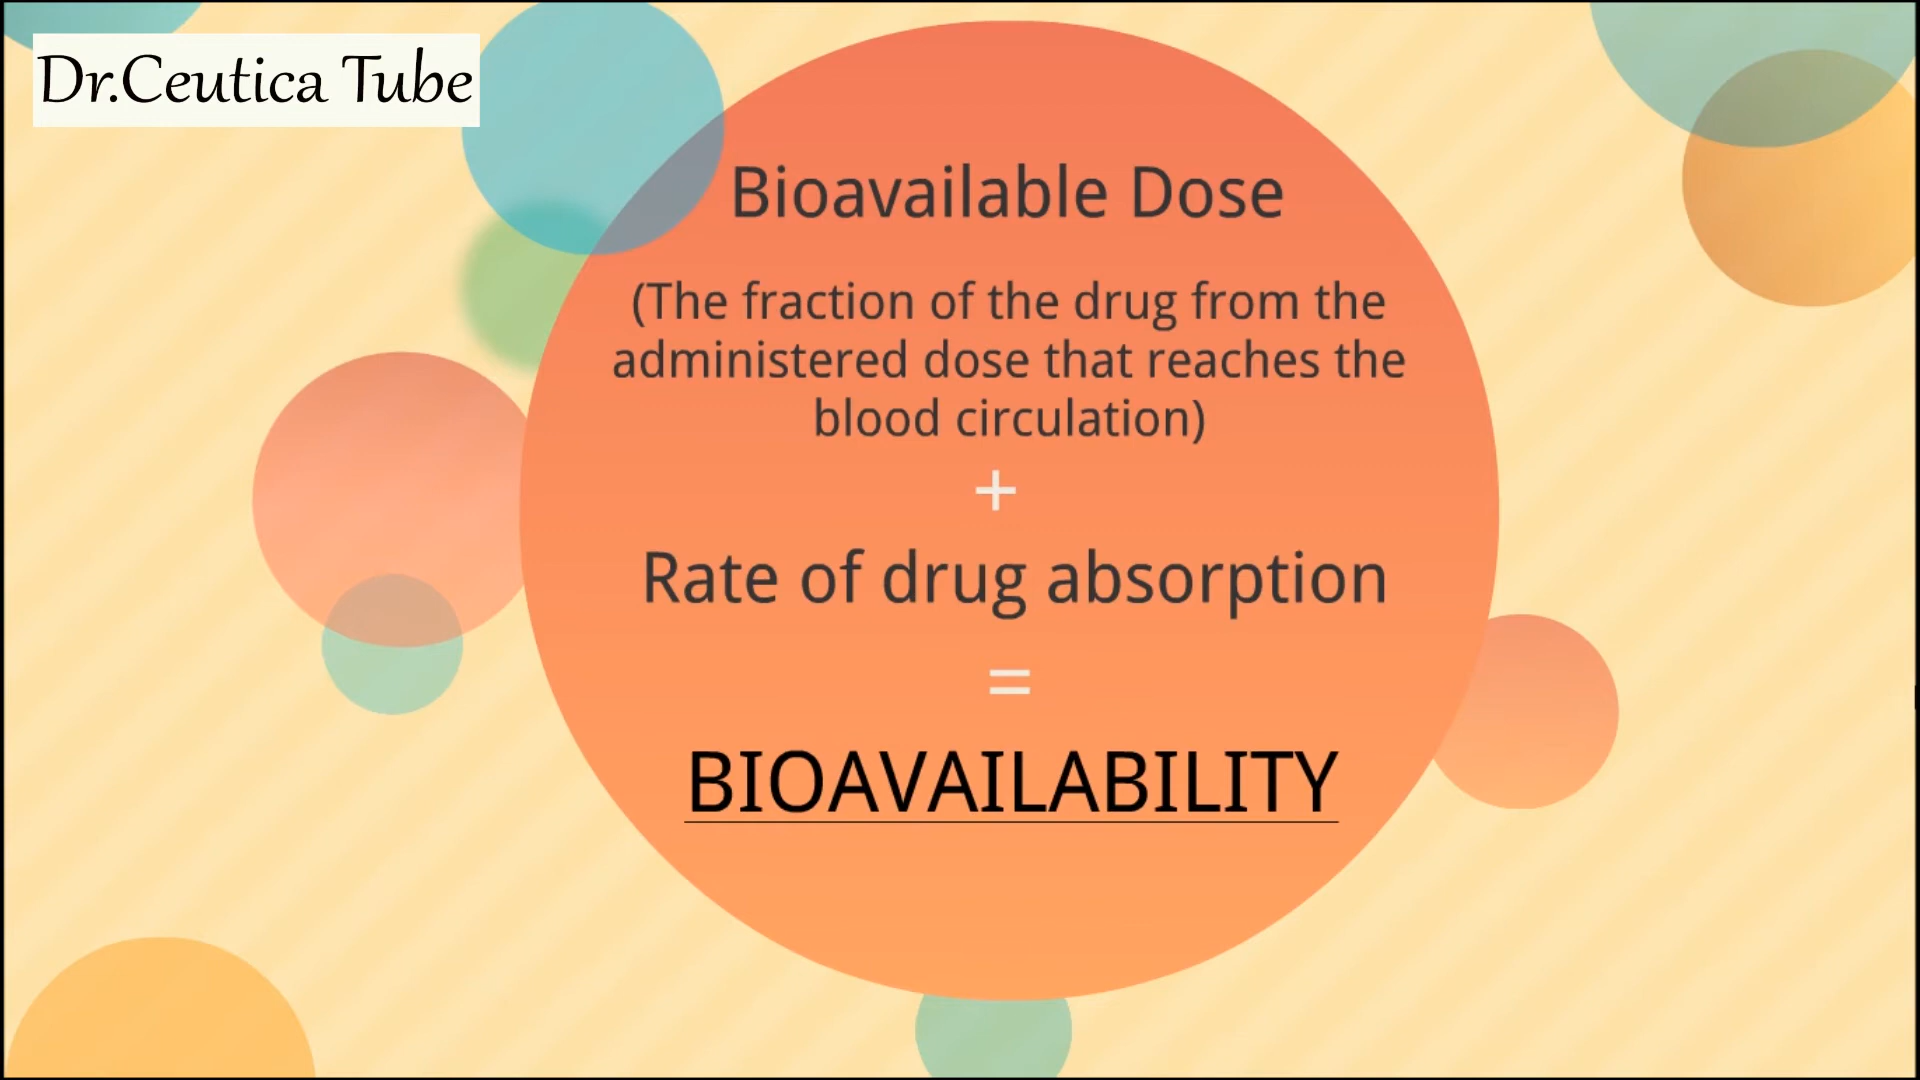 Dr.Ceutica Tube
Bioavailable Dose
(The fraction of the drug from the
administered dose that reaches the
blood circulation)
+
Rate of drug absorption
=
BIOAVAILABILITY